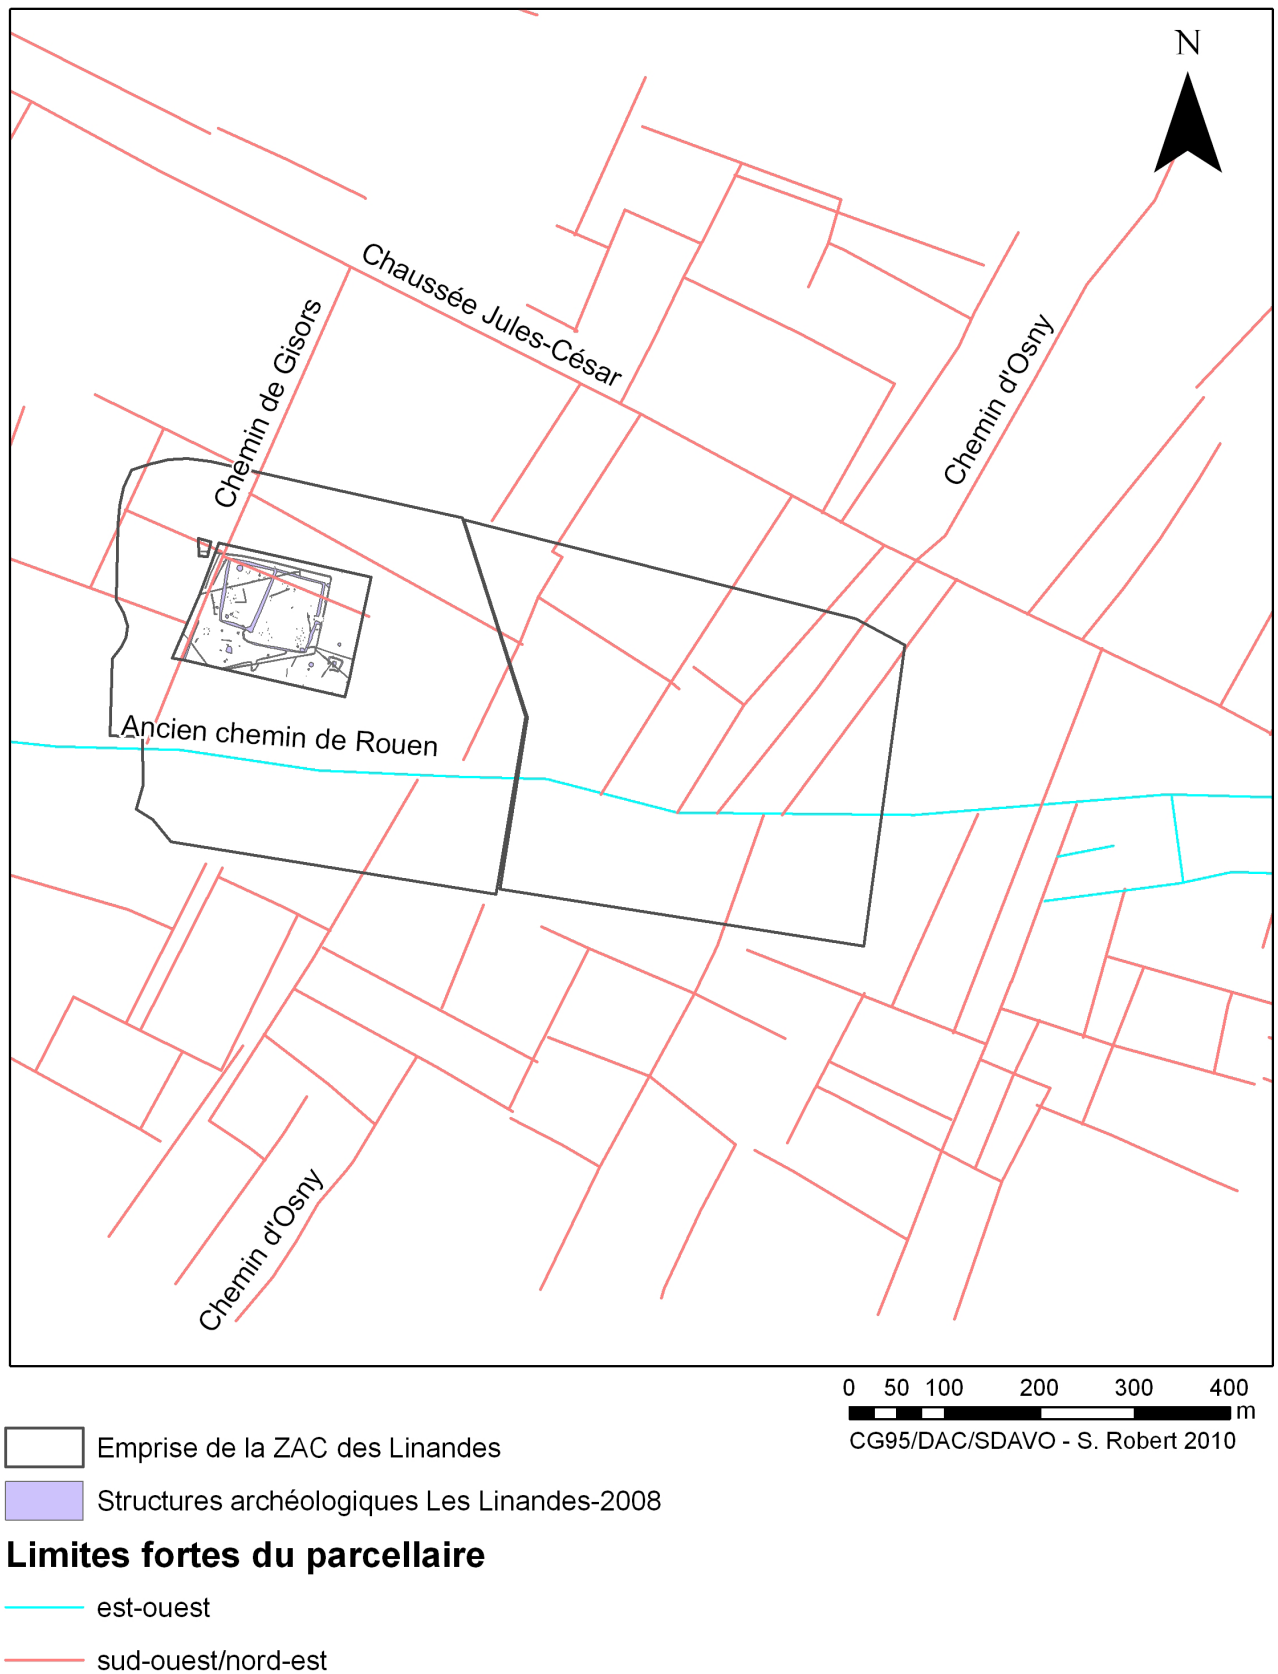 N
Chaussée Jules-César
Chemin de Gisors
Chemin d'Osny
Ancien chemin de Rouen
Chemin d'Osny
0 50 100 200 300 400
m
CG95/DAC/SDAVO - S. Robert 2010
Emprise de la ZAC des Linandes
Structures archéologiques Les Linandes-2008
Limites fortes du parcellaire
est-ouest
sud-ouest/nord-est